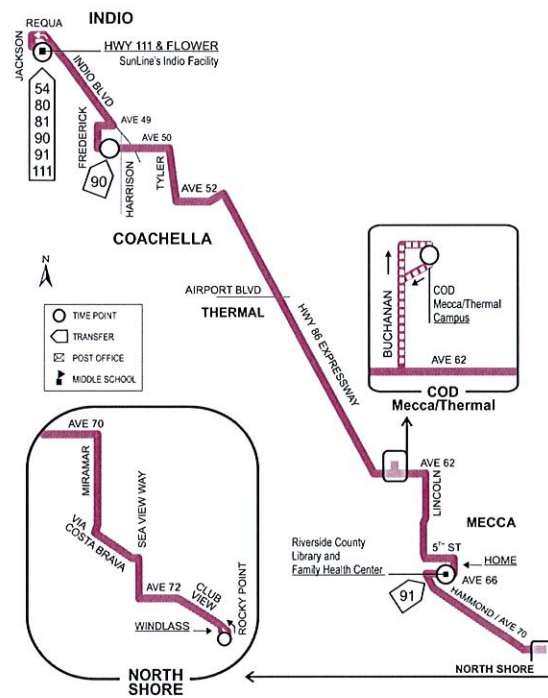 INDIO
REQUA
JACKSON
HWY 111 & FLOWER
SunLine's Indio Facility
INDIO BLVD
54
80
81
90
91
111
FREDERICK
AVE 49
AVE 50
90
HARRISON
TYLER
AVE 52
COACHELLA
N
TIME POINT
TRANSFER
POST OFFICE
MIDDLE SCHOOL
AIRPORT BLVD
THERMAL
HWY 86 EXPRESSWAY
BUCHANAN
COD
Mecca/Thermal
Campus
AVE 62
COD
Mecca/Thermal
AVE 62
LINCOLN
MECCA
Riverside County
Library and
Family Health Center
5TH ST
HOME
AVE 66
91
HAMMOND / AVE 70
NORTH SHORE
AVE 70
MIRAMAR
VIA
COSTA BRAVA
SEA VIEW WAY
AVE 72
CLUB
VIEW
ROCKY POINT
WINDLASS
NORTH
SHORE